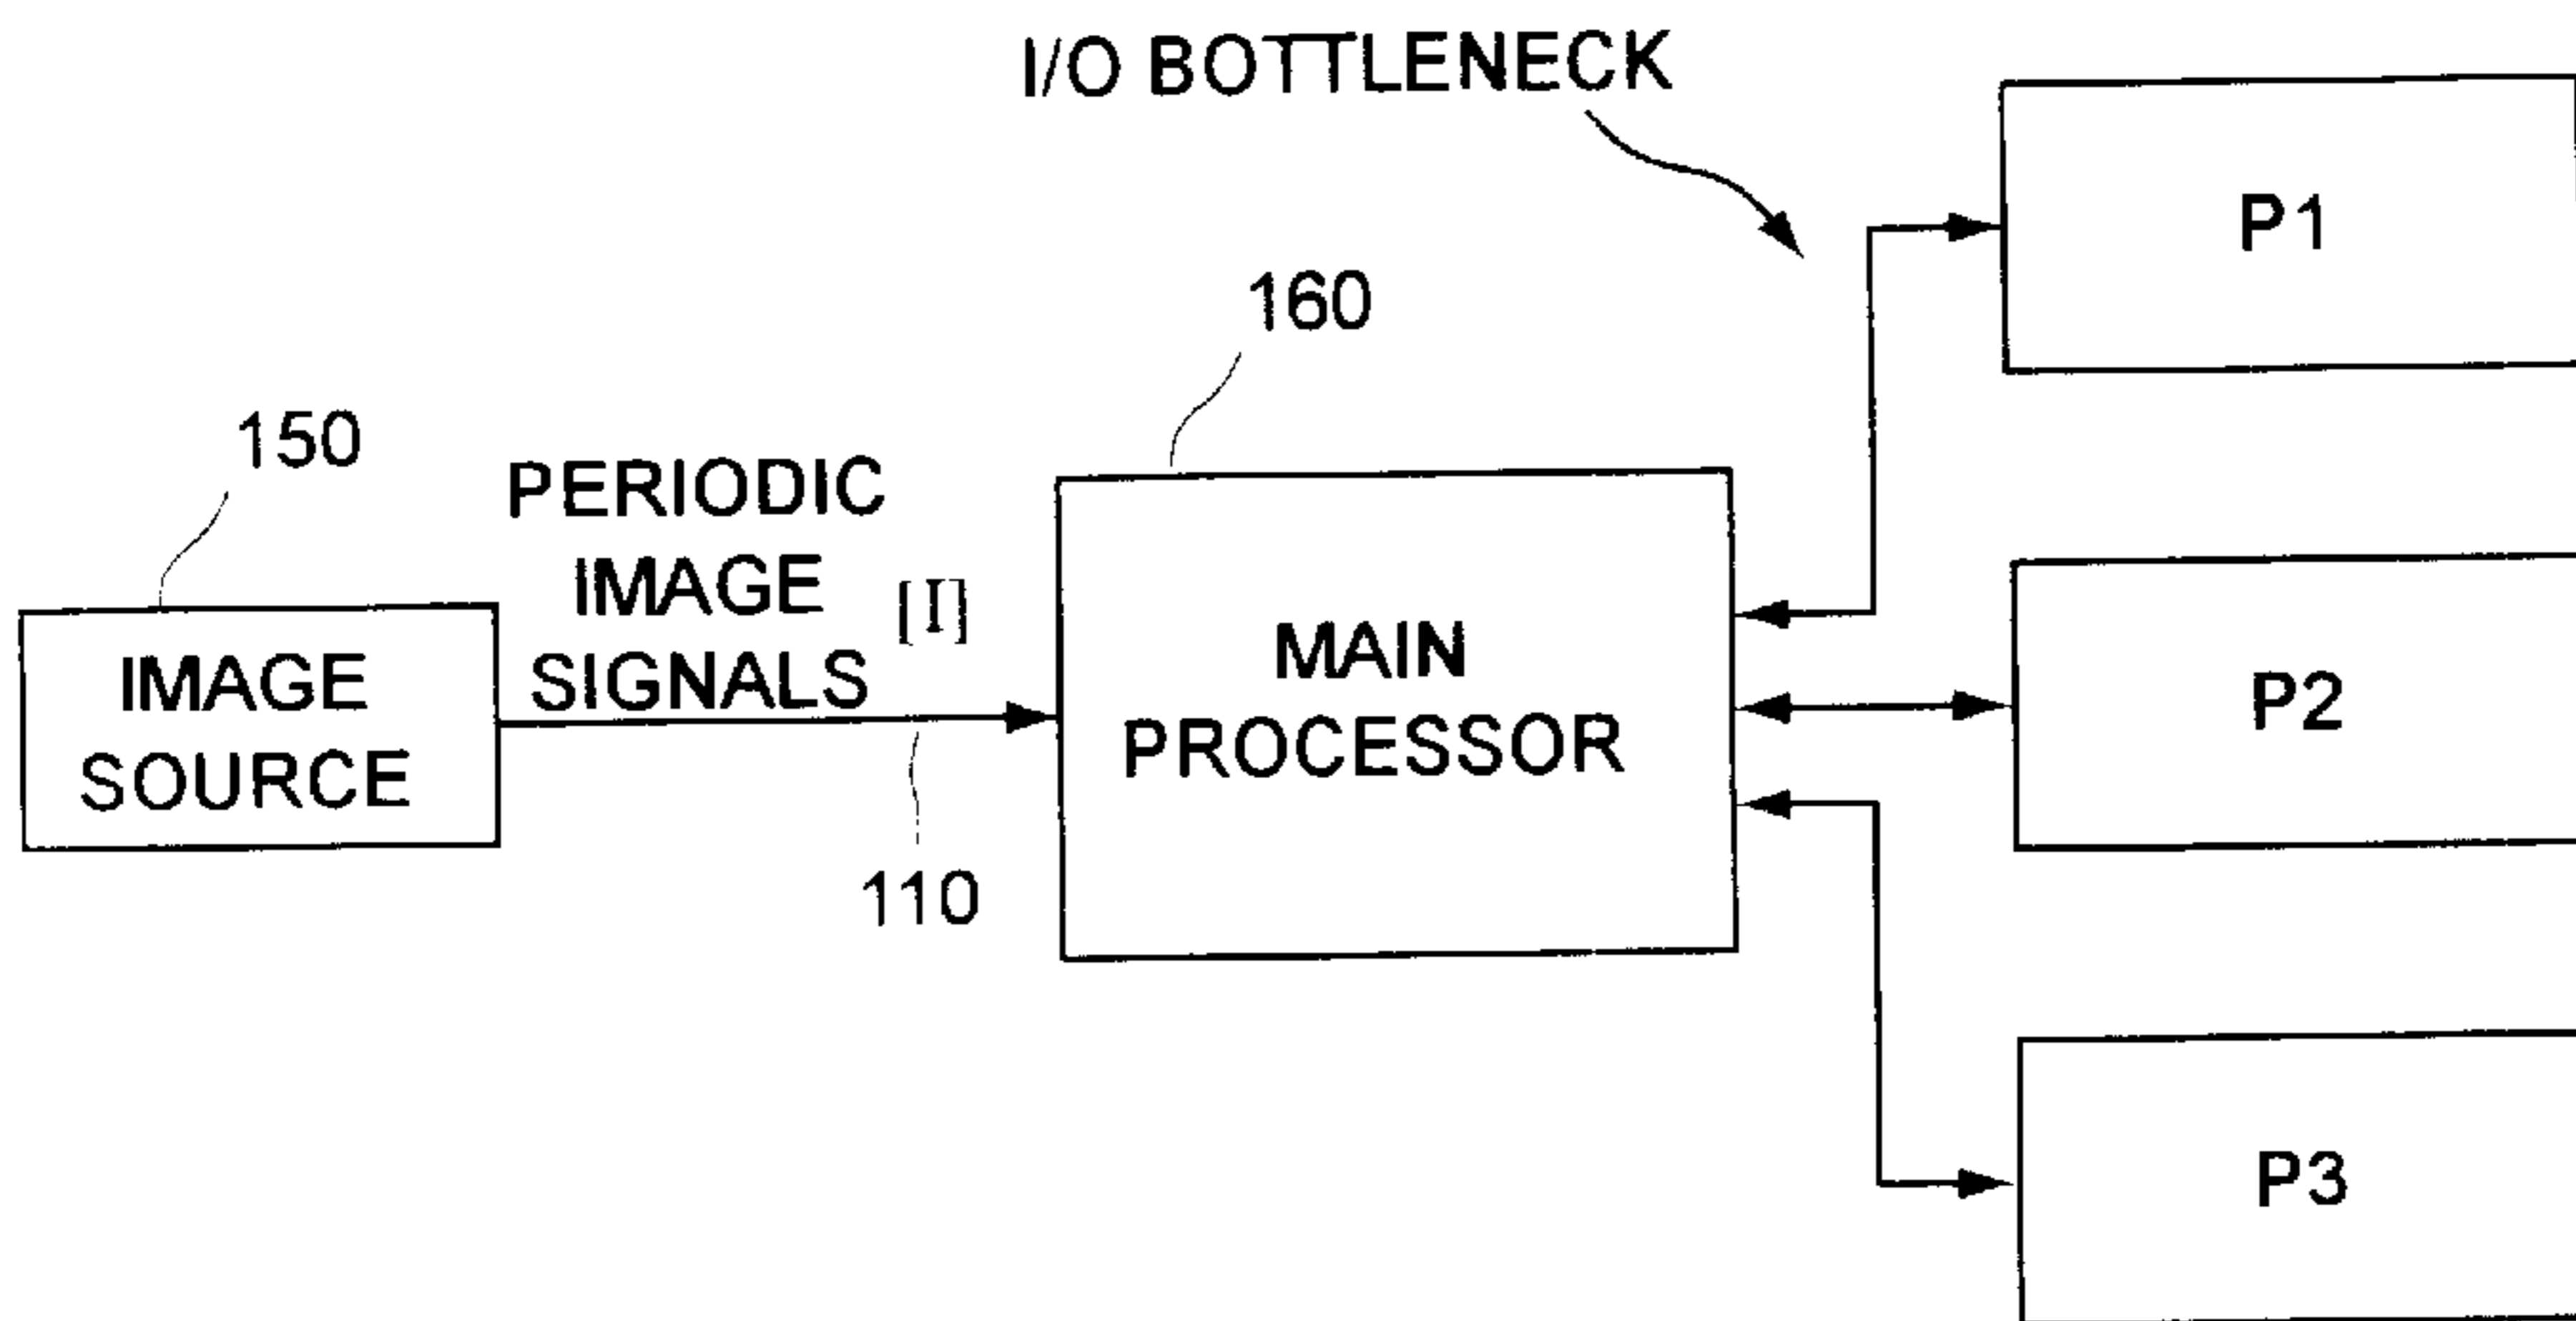 I/O BOTTLENECK
P1
160
150
PERIODIC
IMAGE
SIGNALS
[I]
IMAGE
SOURCE
MAIN
PROCESSOR
P2
110
P3